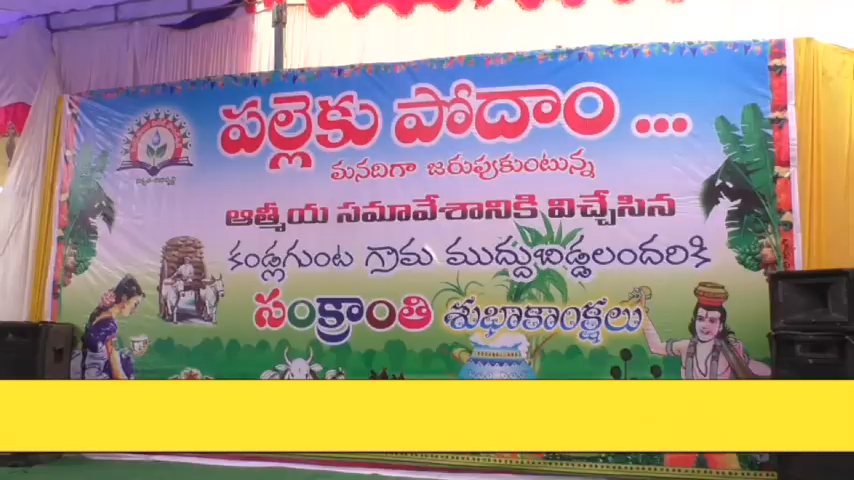 పల్లెకు పోదాం ...
మనదిగా జరుపుకుంటున్న
ఆత్మీయ సమావేశానికి విచ్చేసిన
కండ్లగుంట గ్రామ ముద్దుబిడ్డలందరికి
సంక్రాంతి శుభాకాంక్షలు